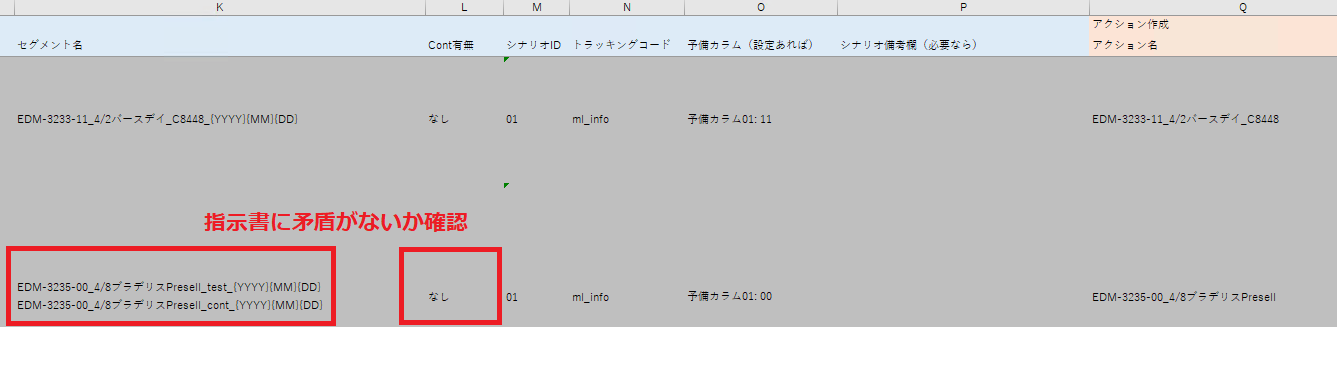 K L M N O P Q
アクション作成
セグメント名 Cont有無 シナリオID トラッキングコード 予備カラム（設定あれば） シナリオ備考欄（必要なら） アクション名
EDM-3233-11_4/2バースデイ_C8448_{YYYY}{MM}{DD} なし 01 ml_info 予備カラム01: 11 EDM-3233-11_4/2バースデイ_C8448
指示書に矛盾がないか確認
EDM-3235-00_4/8ブラデリスPresell_test_{YYYY}{MM}{DD}
なし 01 ml_info 予備カラム01: 00 EDM-3235-00_4/8ブラデリスPresell
EDM-3235-00_4/8ブラデリスPresell_cont_{YYYY}{MM}{DD}